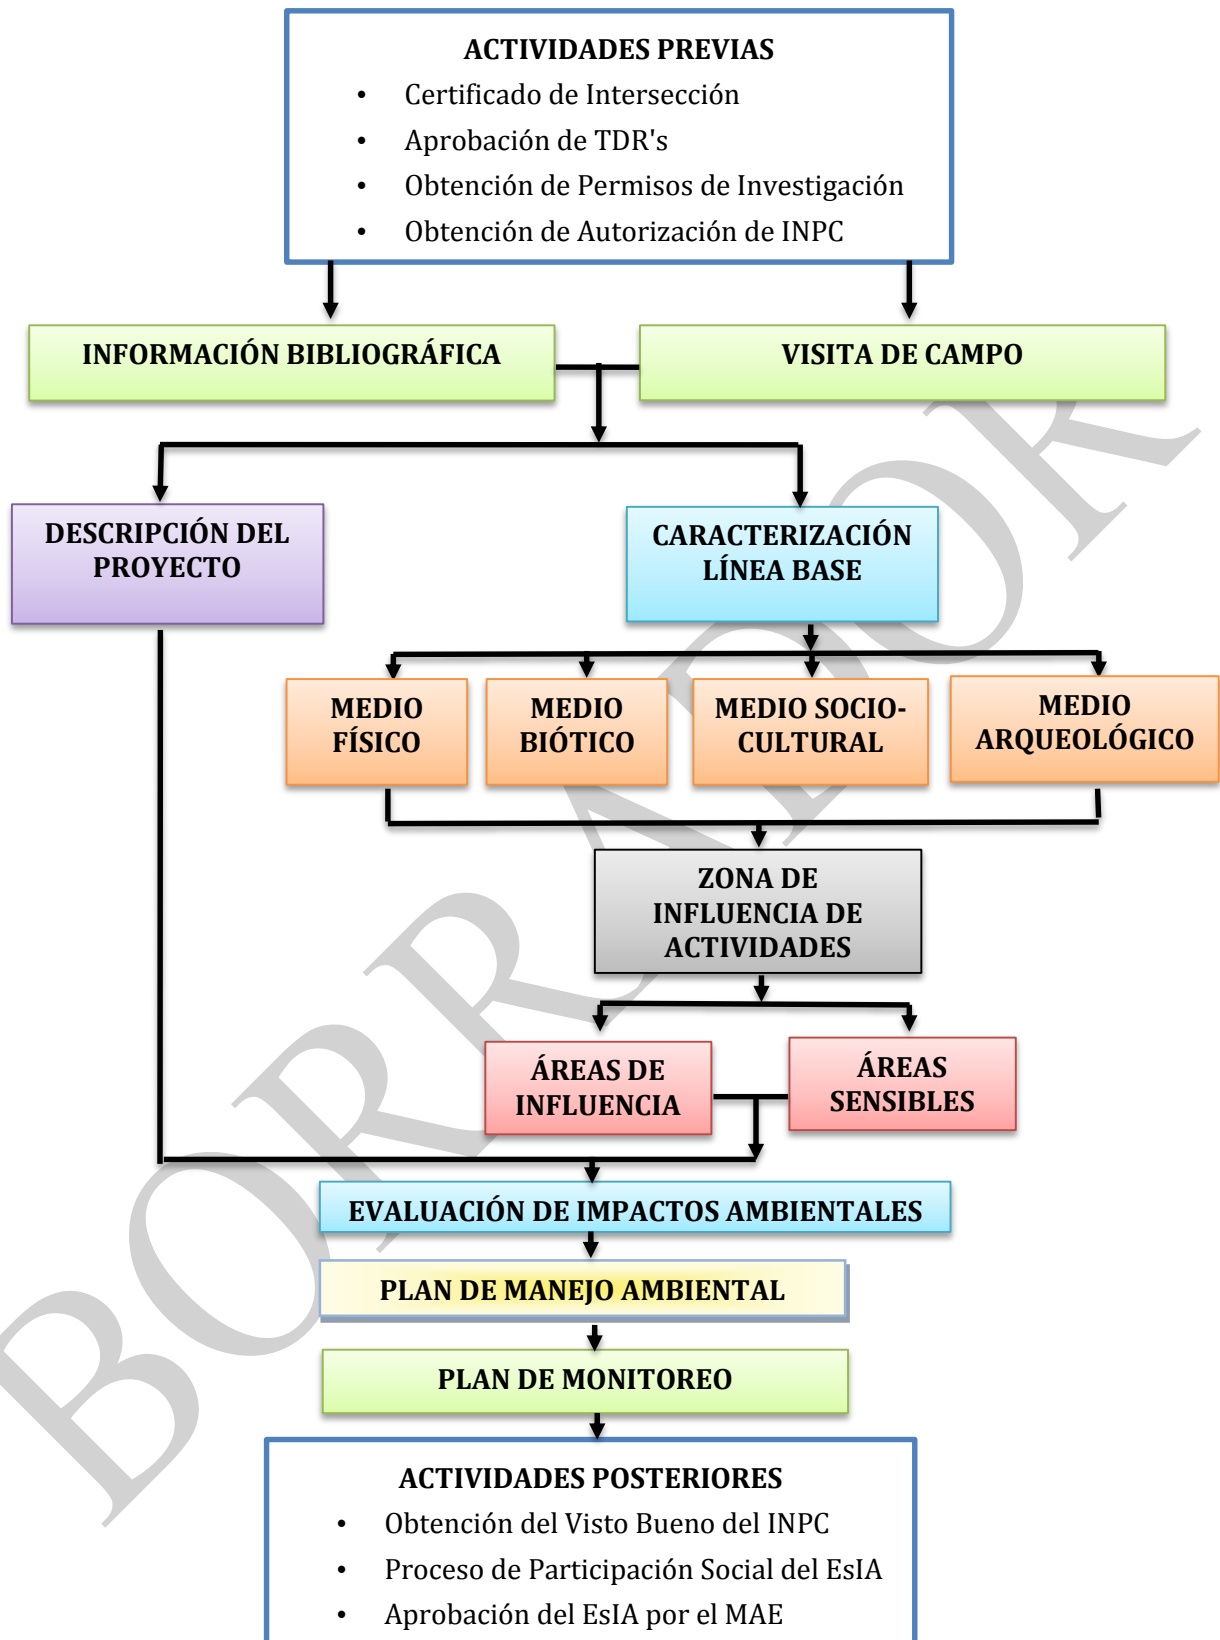 ACTIVIDADES PREVIAS
• Certificado de Intersección
• Aprobación de TDR's
• Obtención de Permisos de Investigación
• Obtención de Autorización de INPC
INFORMACIÓN BIBLIOGRÁFICA
VISITA DE CAMPO
DESCRIPCIÓN DEL
PROYECTO
CARACTERIZACIÓN
LÍNEA BASE
MEDIO
FÍSICO
MEDIO
BIÓTICO
MEDIO SOCIO-
CULTURAL
MEDIO
ARQUEOLÓGICO
ZONA DE
INFLUENCIA DE
ACTIVIDADES
ÁREAS DE
INFLUENCIA
ÁREAS
SENSIBLES
EVALUACIÓN DE IMPACTOS AMBIENTALES
PLAN DE MANEJO AMBIENTAL
PLAN DE MONITOREO
ACTIVIDADES POSTERIORES
• Obtención del Visto Bueno del INPC
• Proceso de Participación Social del EsIA
• Aprobación del EsIA por el MAE
BORRADOR